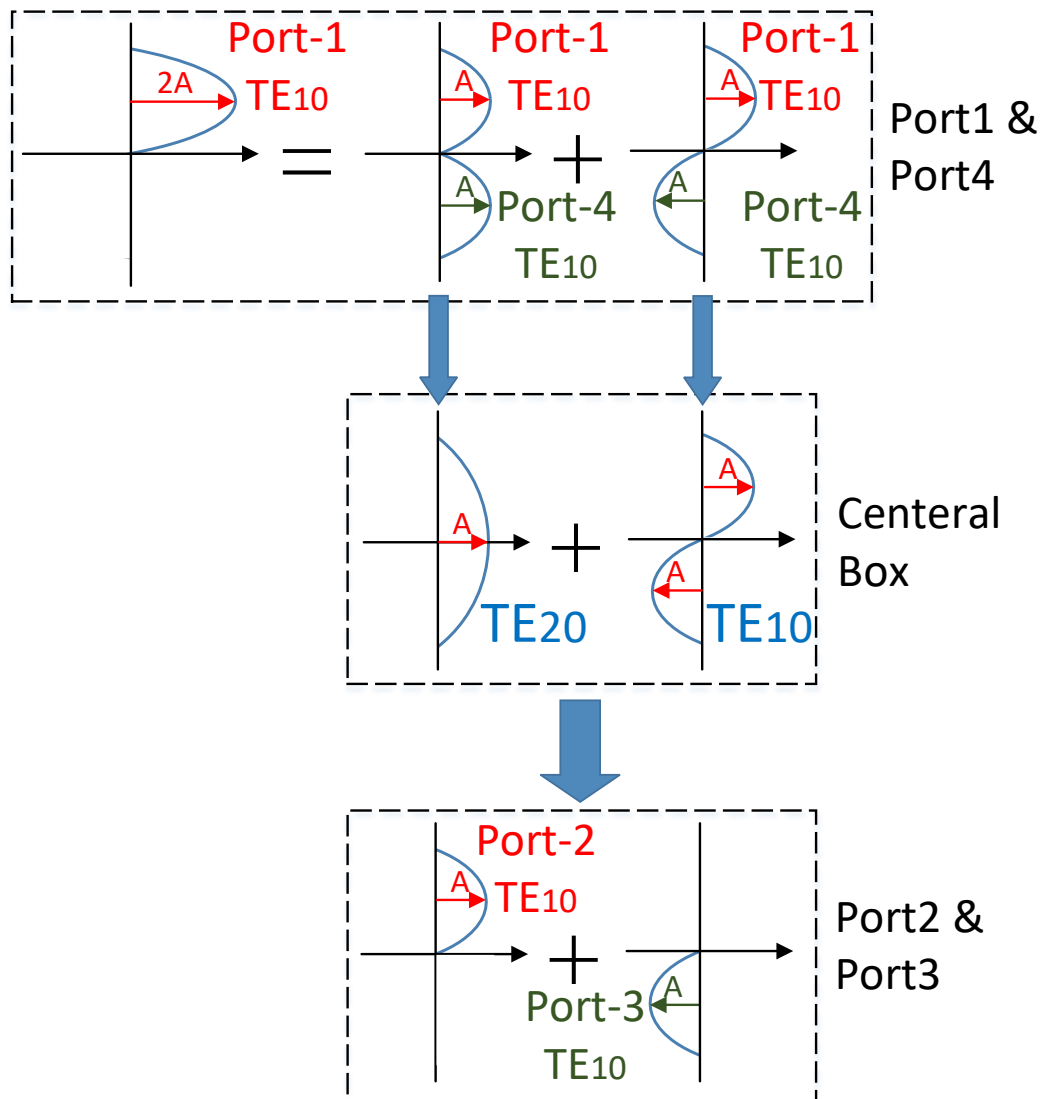 Port-1
2A
TE10
=
Port-1
A
TE10
A
Port-4
TE10
+
Port-1
A
TE10
A
Port-4
TE10
Port1 &
Port4
A
TE20
+
A
A
TE10
Centeral
Box
Port-2
A
TE10
+
A
Port-3
TE10
Port2 &
Port3